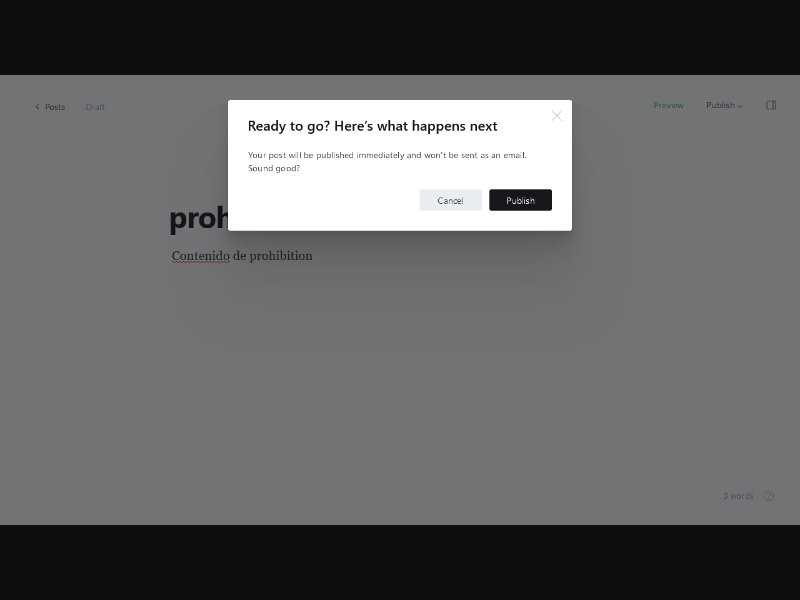 Posts
Draft
Preview
Publish
Ready to go? Here's what happens next
Your post will be published immediately and won't be sent as an email.
Sound good?
Cancel
Publish
Contenido de prohibition
3 words